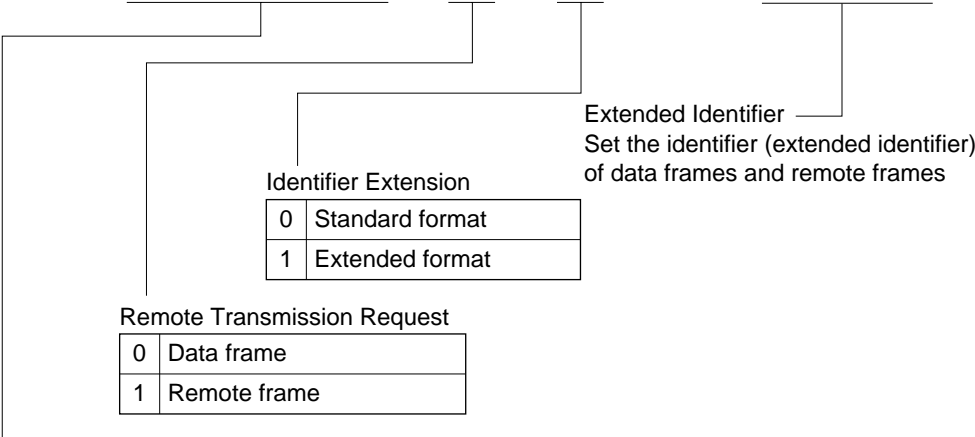 Extended Identifier
Set the identifier (extended identifier)
of data frames and remote frames
Identifier Extension
0 Standard format
1 Extended format
Remote Transmission Request
0 Data frame
1 Remote frame